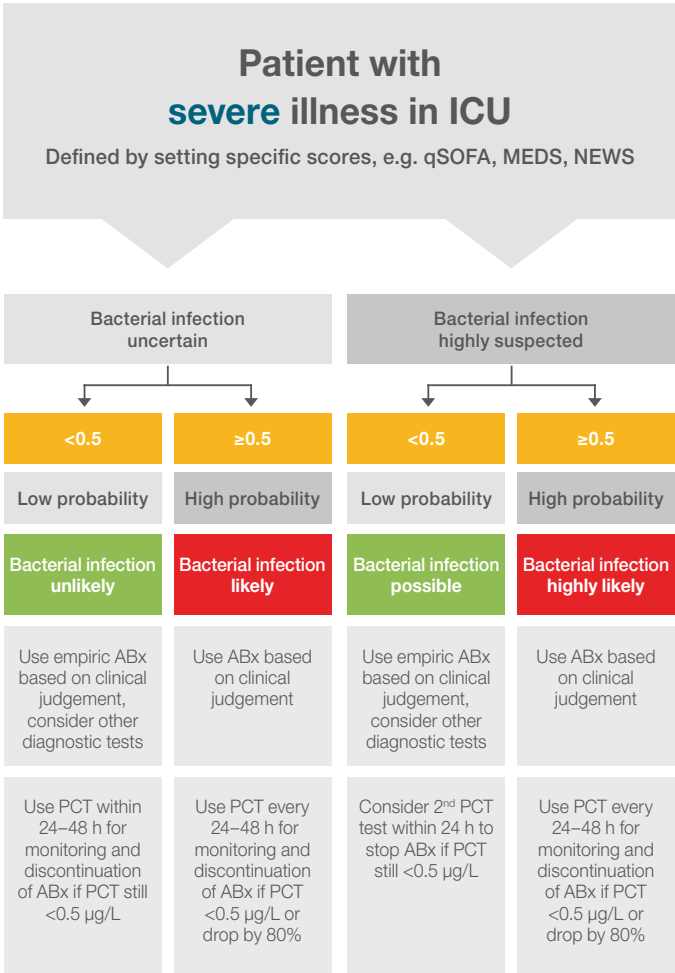 Patient with
severe illness in ICU
Defined by setting specific scores, e.g. qSOFA, MEDS, NEWS
Bacterial infection
uncertain
Bacterial infection
highly suspected
<0.5
≥0.5
<0.5
≥0.5
Low probability
High probability
Low probability
High probability
Bacterial infection
unlikely
Bacterial infection
likely
Bacterial infection
possible
Bacterial infection
highly likely
Use empiric ABx
based on clinical
judgement,
consider other
diagnostic tests
Use ABx based
on clinical
judgement
Use empiric ABx
based on clinical
judgement,
consider other
diagnostic tests
Use ABx based
on clinical
judgement
Use PCT within
24–48 h for
monitoring and
discontinuation
of ABx if PCT still
<0.5 µg/L
Use PCT every
24–48 h for
monitoring and
discontinuation
of ABx if PCT
<0.5 µg/L or
drop by 80%
Consider 2nd PCT
test within 24 h to
stop ABx if PCT
still <0.5 µg/L
Use PCT every
24–48 h for
monitoring and
discontinuation
of ABx if PCT
<0.5 µg/L or
drop by 80%